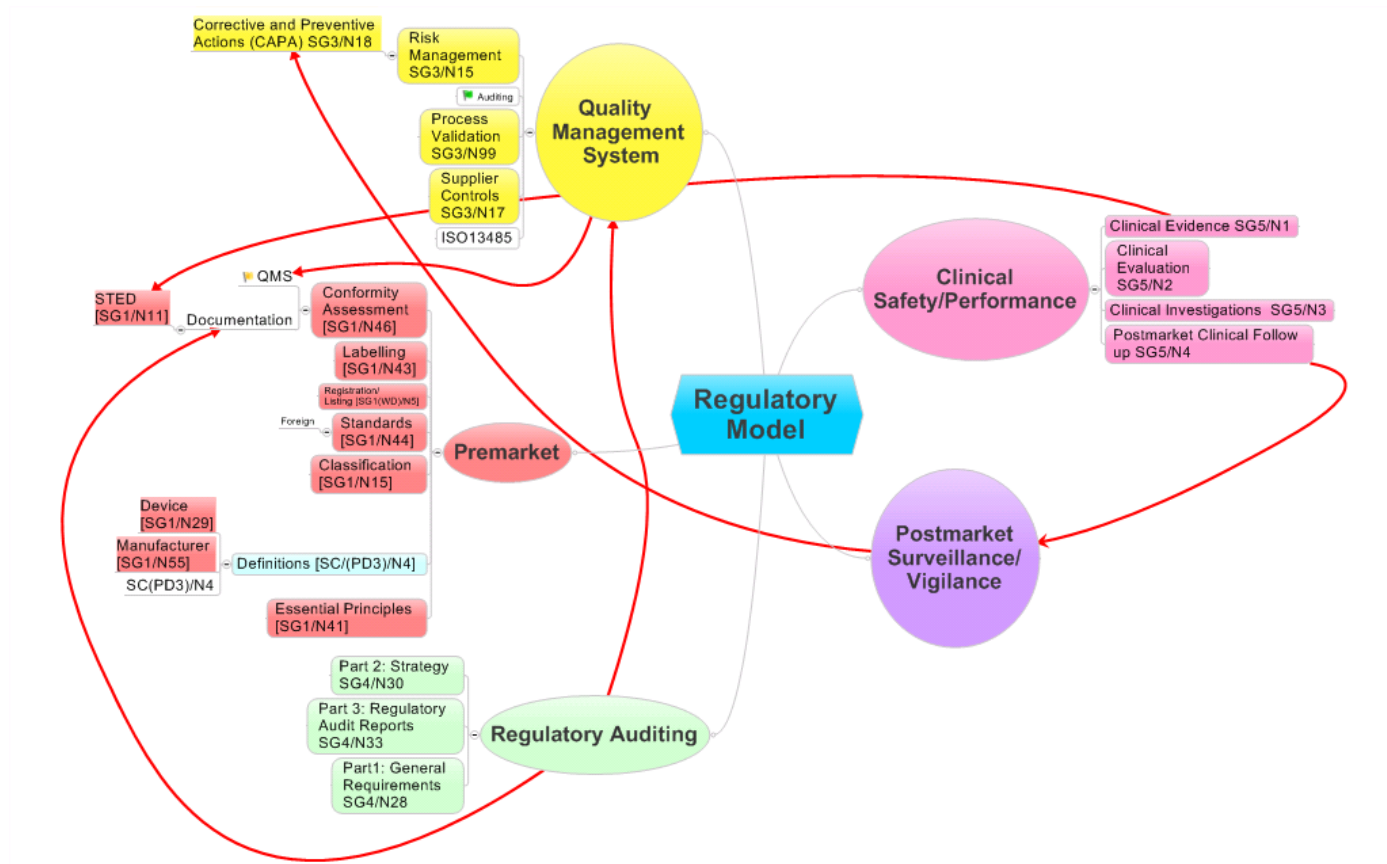 Corrective and Preventive
Actions (CAPA) SG3/N18
Risk
Management
SG3/N15
Auditing
Process
Validation
SG3/N99
Supplier
Controls
SG3/N17
ISO13485
Quality
Management
System
Clinical Evidence SG5/N1
Clinical
Evaluation
SG5/N2
Clinical Investigations SG5/N3
Postmarket Clinical Follow
up SG5/N4
Clinical
Safety/Performance
QMS
STED
[SG1/N11]
Documentation
Conformity
Assessment
[SG1/N46]
Labelling
[SG1/N43]
Registration/
Listing [SG1(WD)/N5]
Foreign
Standards
[SG1/N44]
Classification
[SG1/N15]
Premarket
Regulatory
Model
Device
[SG1/N29]
Manufacturer
[SG1/N55]
SC(PD3)/N4
Definitions [SC/(PD3)/N4]
Essential Principles
[SG1/N41]
Postmarket
Surveillance/
Vigilance
Part 2: Strategy
SG4/N30
Part 3: Regulatory
Audit Reports
SG4/N33
Part1: General
Requirements
SG4/N28
Regulatory Auditing